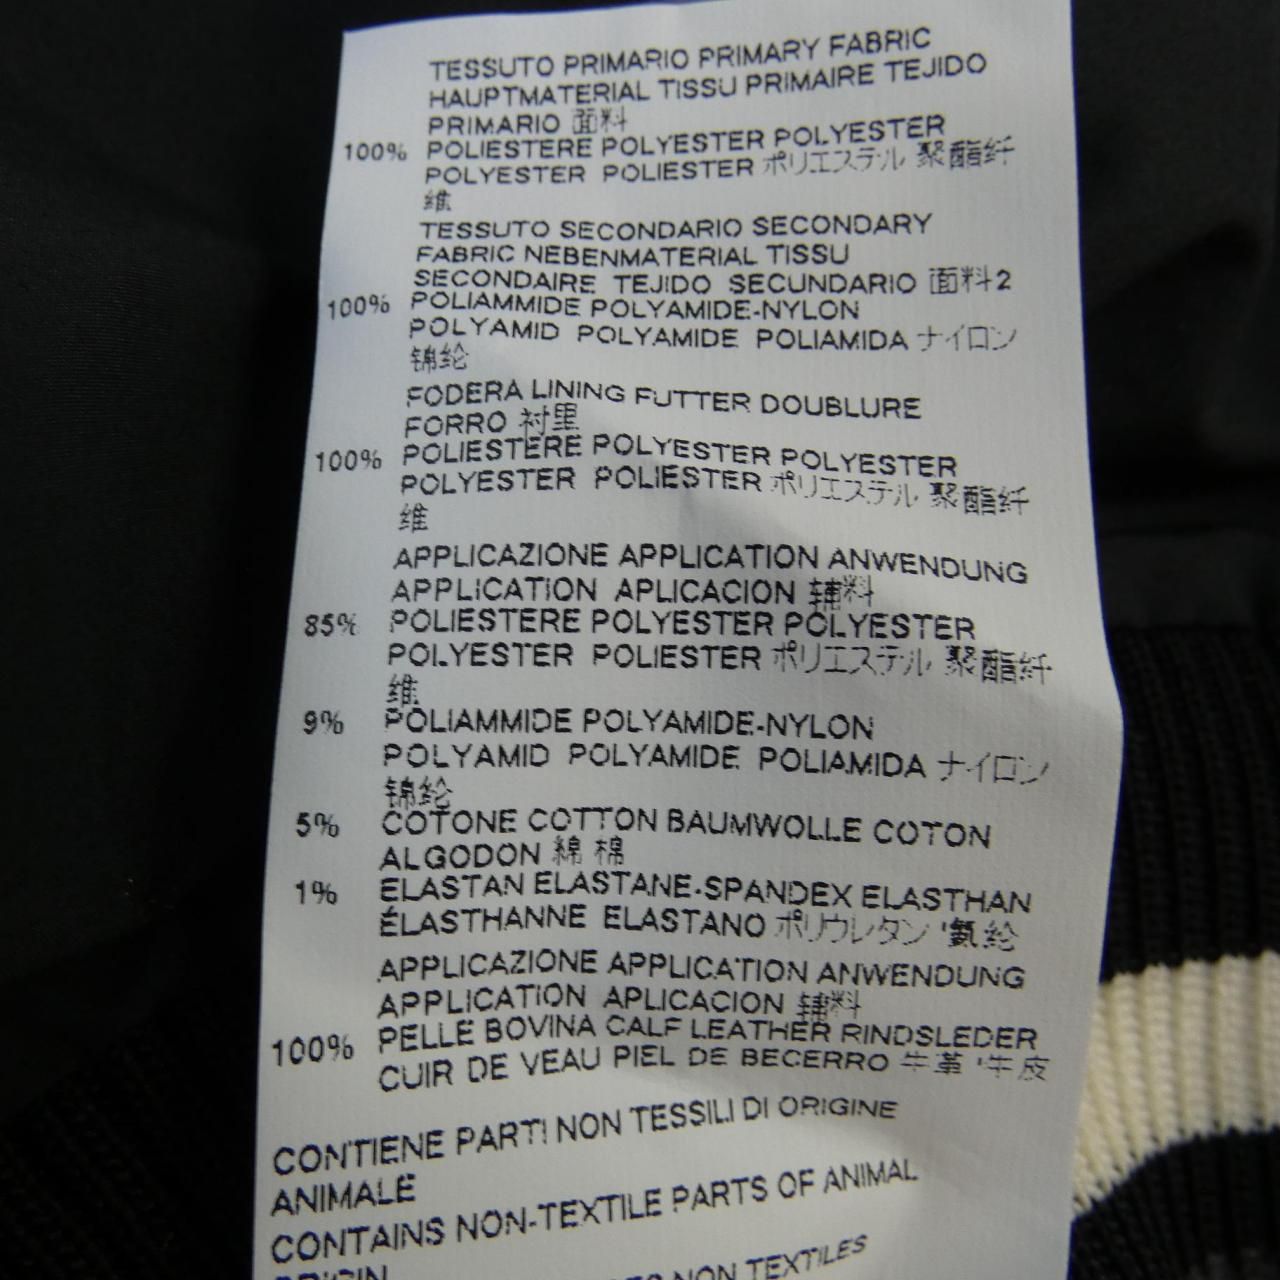 TESSUTO PRIMARIO PRIMARY FABRIC
HAUPTMATERIAL TISSU PRIMAIRE TEJIDO
PRIMARIO 面料
100% POLIESTERE POLYESTER POLYESTER
POLYESTER POLIESTER ポリエステル 聚酯纤
维
TESSUTO SECONDARIO SECONDARY
FABRIC NEBENMATERIAL TISSU
SECONDAIRE TEJIDO SECUNDARIO 面料2
100% POLIAMMIDE POLYAMIDE-NYLON
POLYAMID POLYAMIDE POLIAMIDA ナイロン
锦纶
FODERA LINING FUTTER DOUBLURE
FORRO 衬里
100% POLIESTERE POLYESTER POLYESTER
POLYESTER POLIESTER ポリエステル 聚酯纤
维
APPLICAZIONE APPLICATION ANWENDUNG
APPLICATION APLICACION 辅料
85% POLIESTERE POLYESTER POLYESTER
POLYESTER POLIESTER ポリエステル 聚酯纤
维
9% POLIAMMIDE POLYAMIDE-NYLON
POLYAMID POLYAMIDE POLIAMIDA ナイロン
锦纶
5% COTONE COTTON BAUMWOLLE COTON
ALGODON 綿 棉
1% ELASTAN ELASTANE-SPANDEX ELASTHAN
ÉLASTHANNE ELASTANO ポリウレタン 氨纶
APPLICAZIONE APPLICATION ANWENDUNG
APPLICATION APLICACION 辅料
100% PELLE BOVINA CALF LEATHER RINDSLEDER
CUIR DE VEAU PIEL DE BECERRO 牛革 牛皮
CONTIENE PARTI NON TESSILI DI ORIGINE
ANIMALE
CONTAINS NON-TEXTILE PARTS OF ANIMAL
ORIGIN
NON TEXTILES